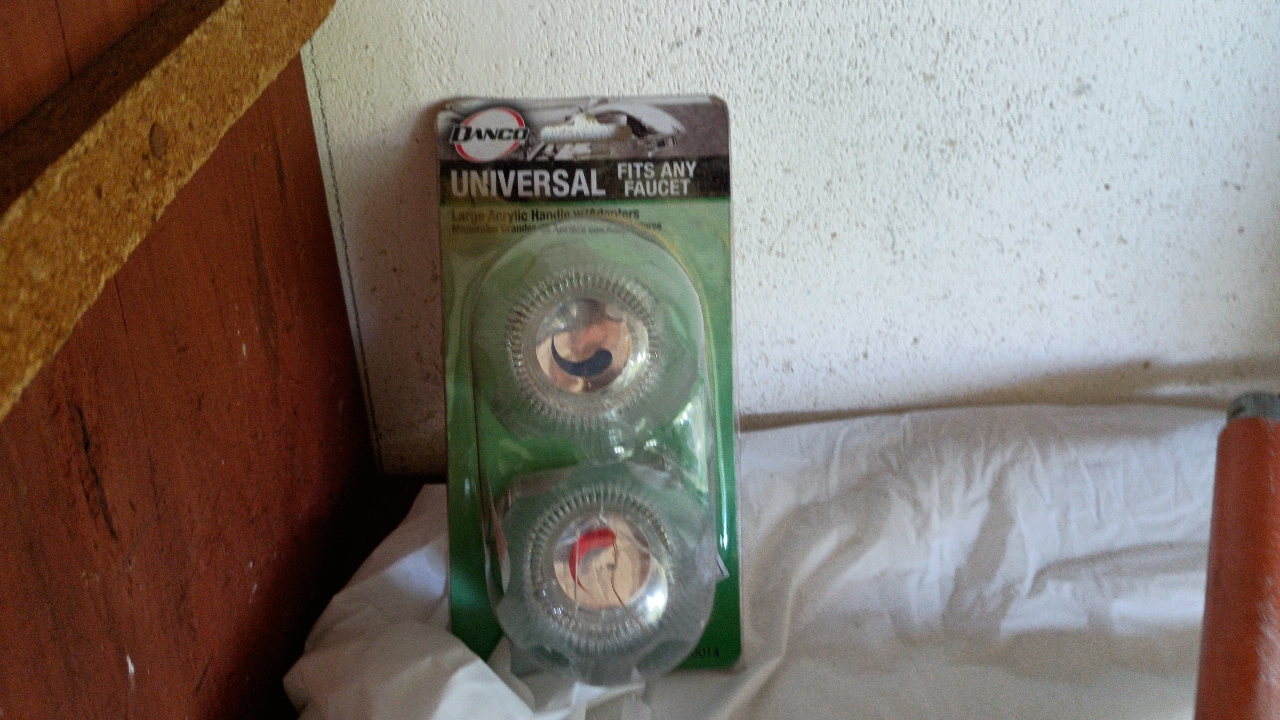 DANCO
UNIVERSAL
FITS ANY
FAUCET
Large Acrylic Handle w/Adapters